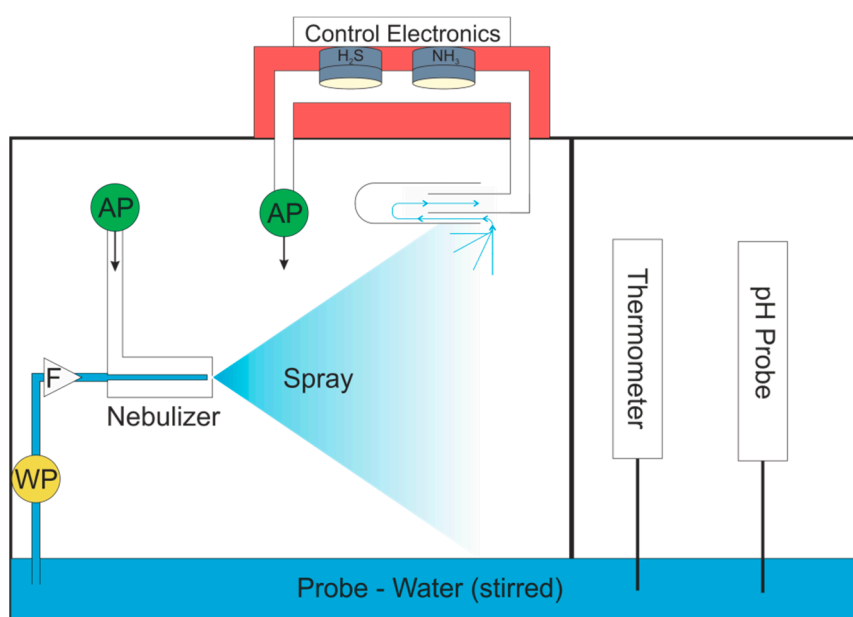 Control Electronics
H₂S
NH₃
AP
AP
Thermometer
pH Probe
F
Spray
Nebulizer
WP
Probe - Water (stirred)